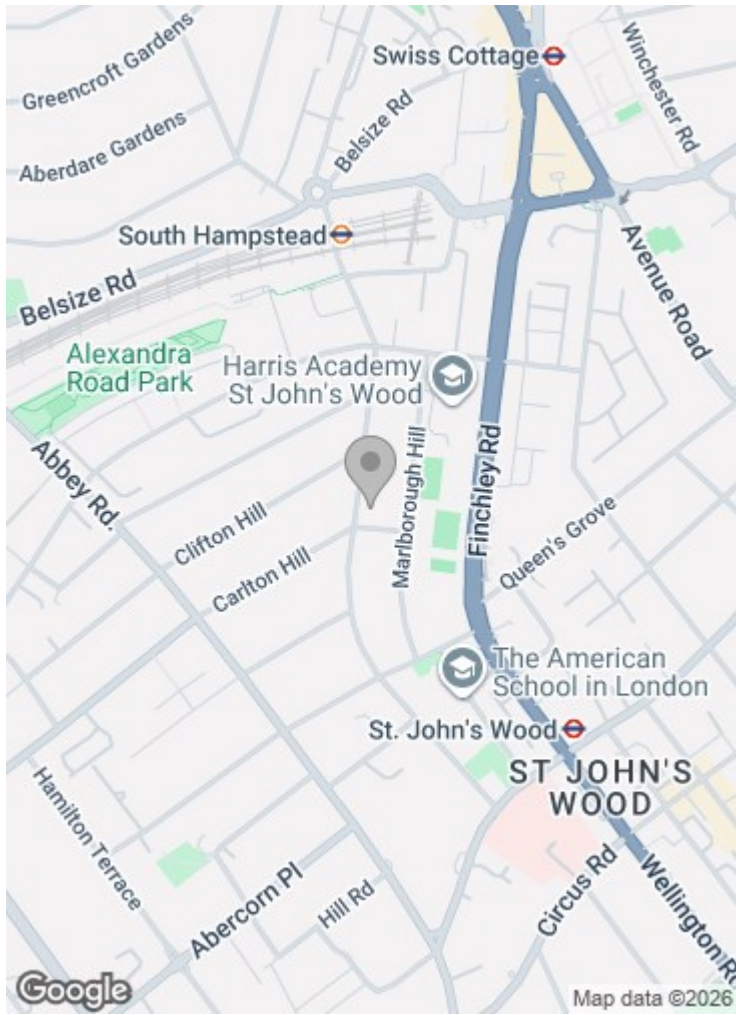 Swiss Cottage
Greencroft Gardens
Winchester Rd
Belsize Rd
Aberdare Gardens
South Hampstead
Avenue Road
Belsize Rd
Alexandra
Road Park
Harris Academy
St John's Wood
Finchley Rd
Marlborough Hill
Abbey Rd.
Clifton Hill
Queen's Grove
Carlton Hill
The American
School in London
St. John's Wood
ST JOHN'S
WOOD
Hamilton Terrace
Circus Rd
Wellington Rd
Abercorn Pl
Hill Rd
Google
Map data ©2026